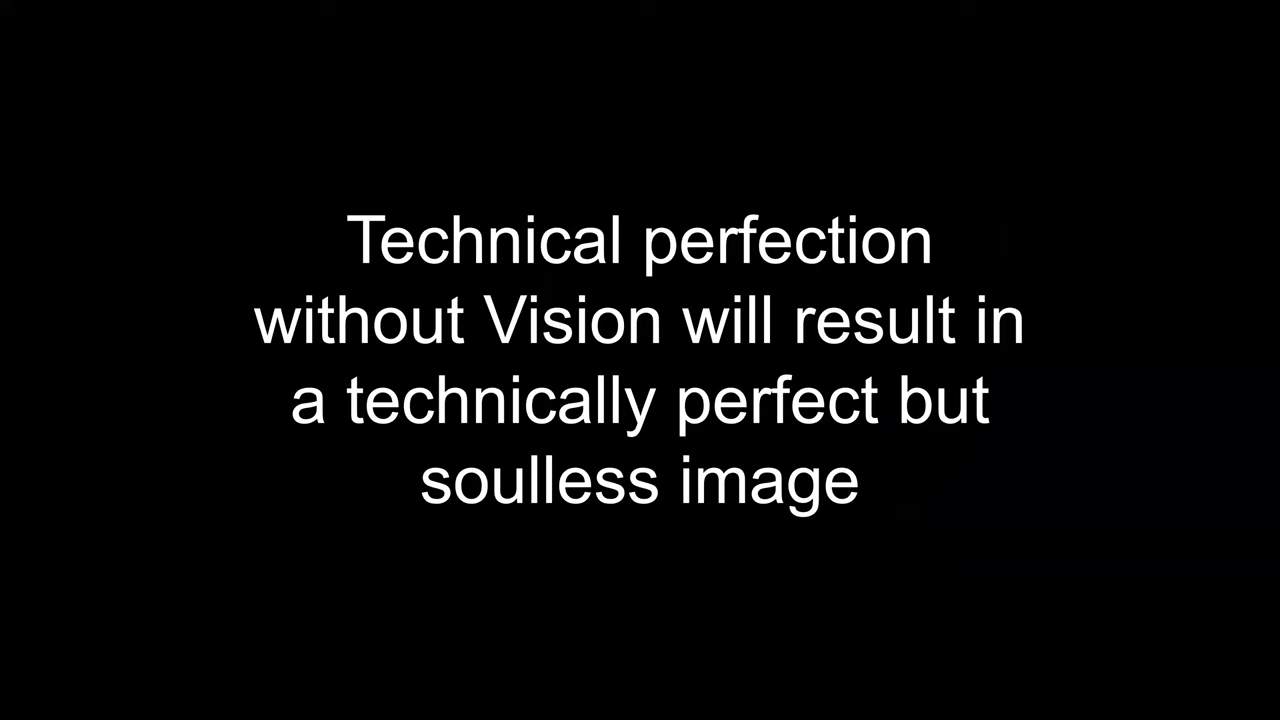 Technical perfection
without Vision will result in
a technically perfect but
soulless image